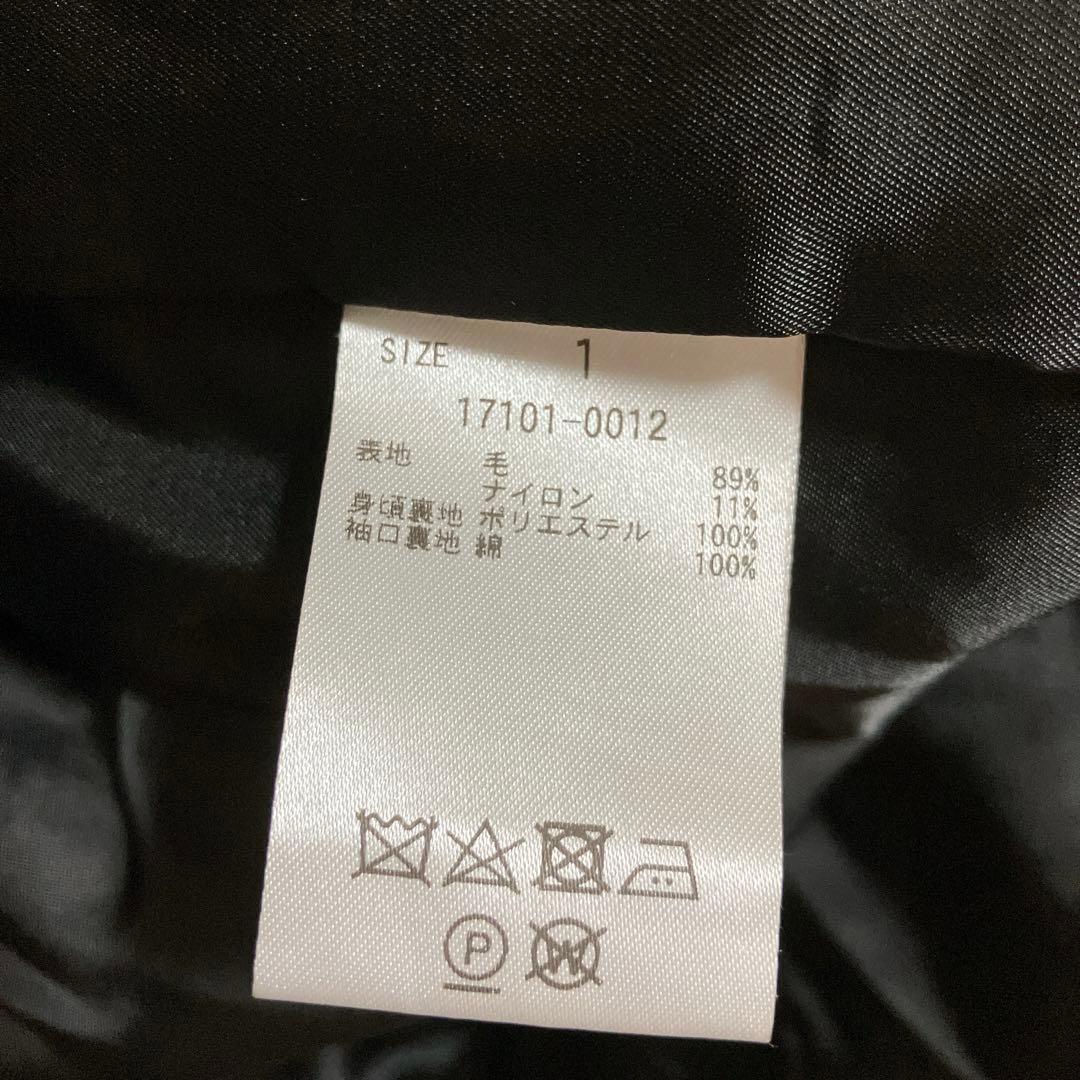 SIZE 1
17101-0012
表地 毛 89%
ナイロン 11%
身頃裏地 ポリエステル 100%
袖口裏地 綿 100%
P W